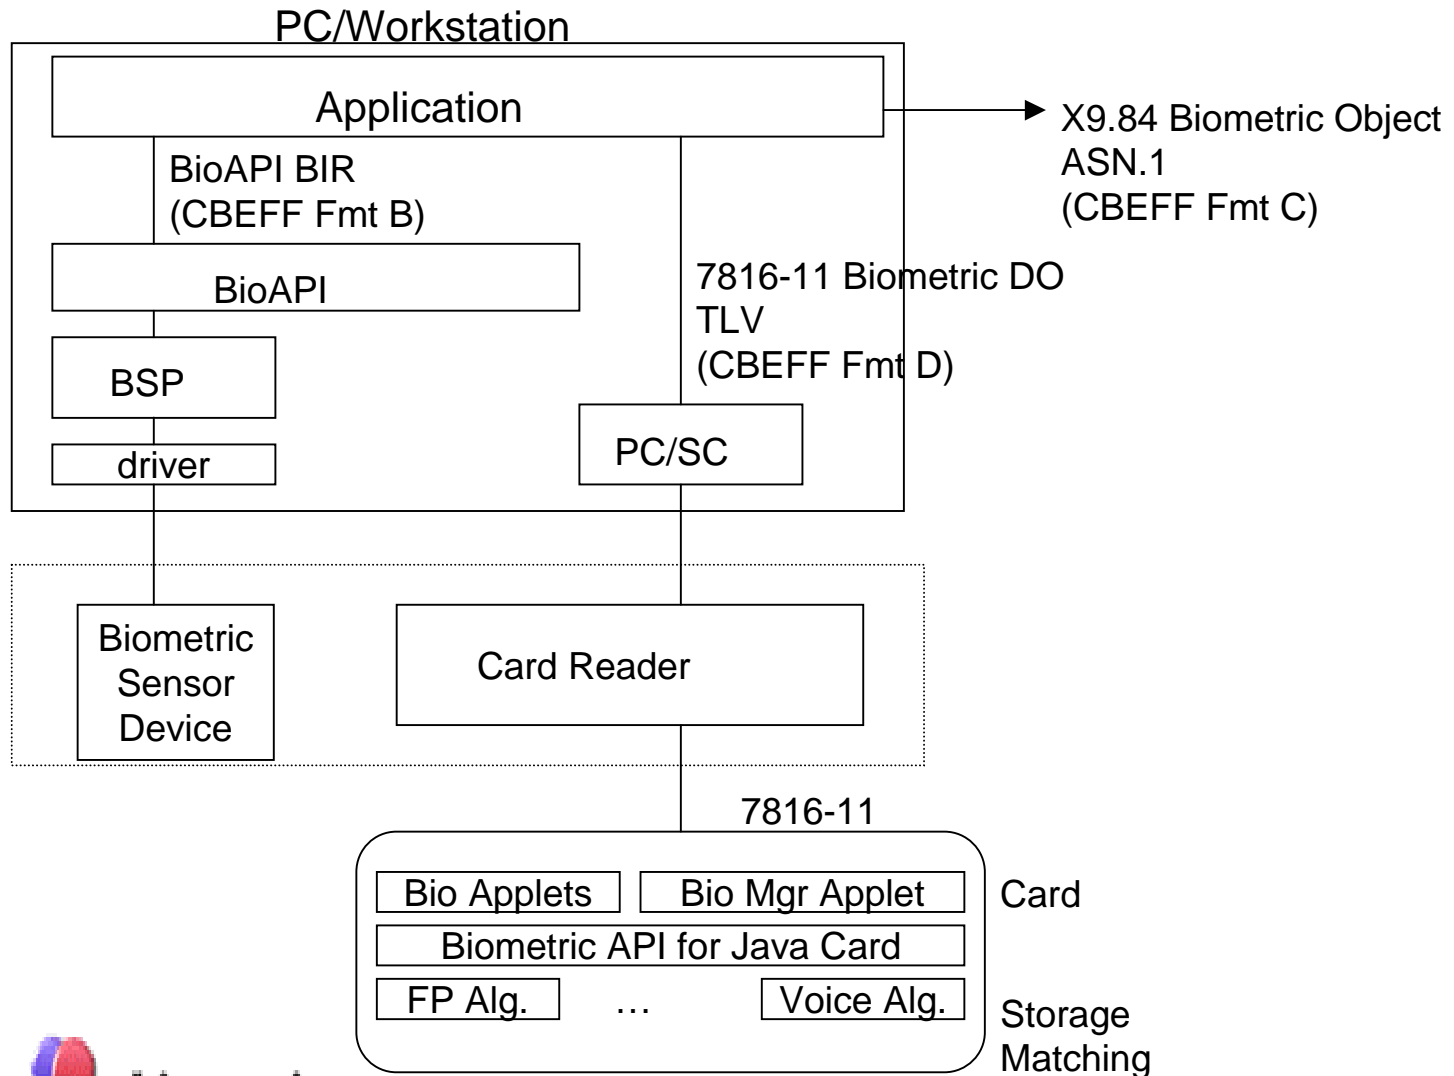 PC/Workstation
Application
X9.84 Biometric Object
ASN.1
(CBEFF Fmt C)
BioAPI BIR
(CBEFF Fmt B)
BioAPI
7816-11 Biometric DO
TLV
(CBEFF Fmt D)
BSP
driver
PC/SC
Biometric
Sensor
Device
Card Reader
7816-11
Bio Applets
Bio Mgr Applet
Card
Biometric API for Java Card
FP Alg.
…
Voice Alg.
Storage
Matching